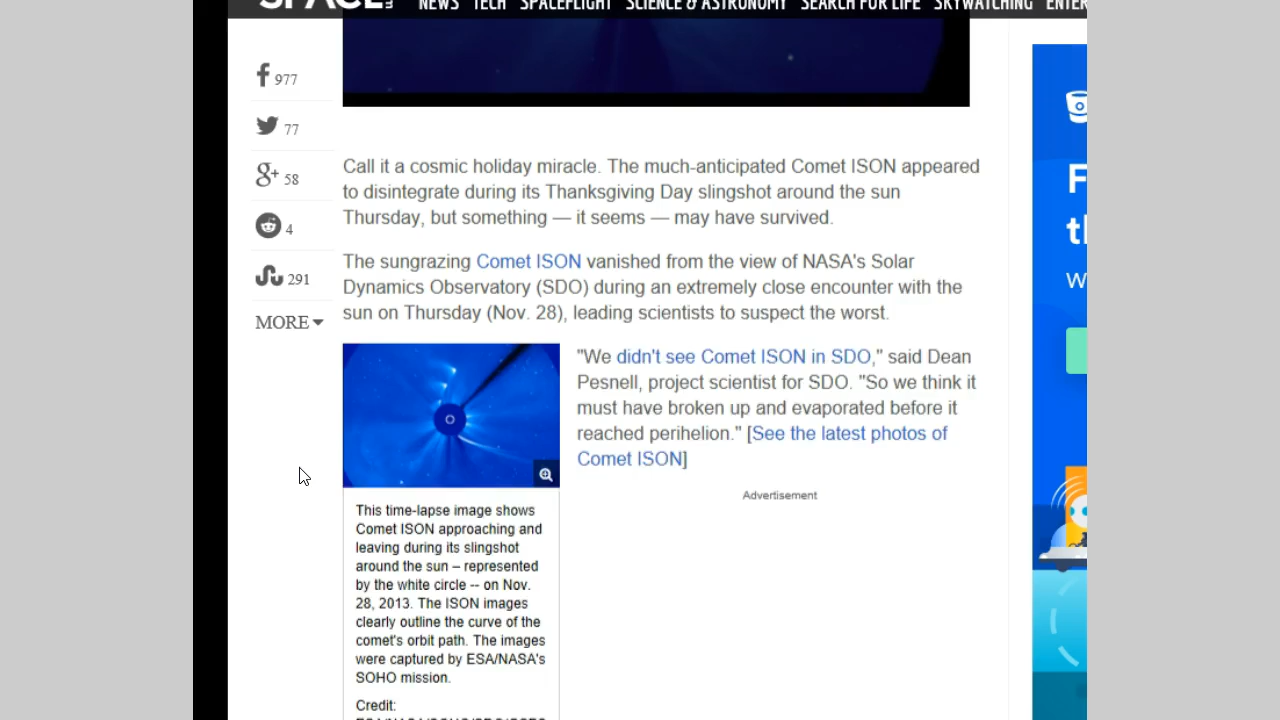 SPACE NEWS TECH SPACEFLIGHT SCIENCE & ASTRONOMY SEARCH FOR LIFE SKYWATCHING
977
77
58
4
291
MORE
Call it a cosmic holiday miracle. The much-anticipated Comet ISON appeared
to disintegrate during its Thanksgiving Day slingshot around the sun
Thursday, but something — it seems — may have survived.
The sungrazing Comet ISON vanished from the view of NASA's Solar
Dynamics Observatory (SDO) during an extremely close encounter with the
sun on Thursday (Nov. 28), leading scientists to suspect the worst.
"We didn't see Comet ISON in SDO," said Dean
Pesnell, project scientist for SDO. "So we think it
must have broken up and evaporated before it
reached perihelion." [See the latest photos of
Comet ISON]
Advertisement
This time-lapse image shows
Comet ISON approaching and
leaving during its slingshot
around the sun – represented
by the white circle -- on Nov.
28, 2013. The ISON images
clearly outline the curve of the
comet's orbit path. The images
were captured by ESA/NASA's
SOHO mission.
Credit: